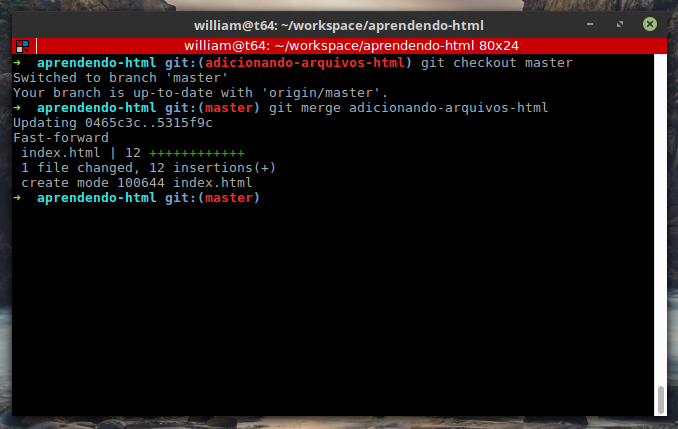 william@t64: ~/workspace/aprendendo-html
william@t64: ~/workspace/aprendendo-html 80x24
➜  aprendendo-html git:(adicionando-arquivos-html) git checkout master
Switched to branch 'master'
Your branch is up-to-date with 'origin/master'.
➜  aprendendo-html git:(master) git merge adicionando-arquivos-html
Updating 0465c3c..5315f9c
Fast-forward
 index.html | 12 ++++++++++++
 1 file changed, 12 insertions(+)
 create mode 100644 index.html
➜  aprendendo-html git:(master)